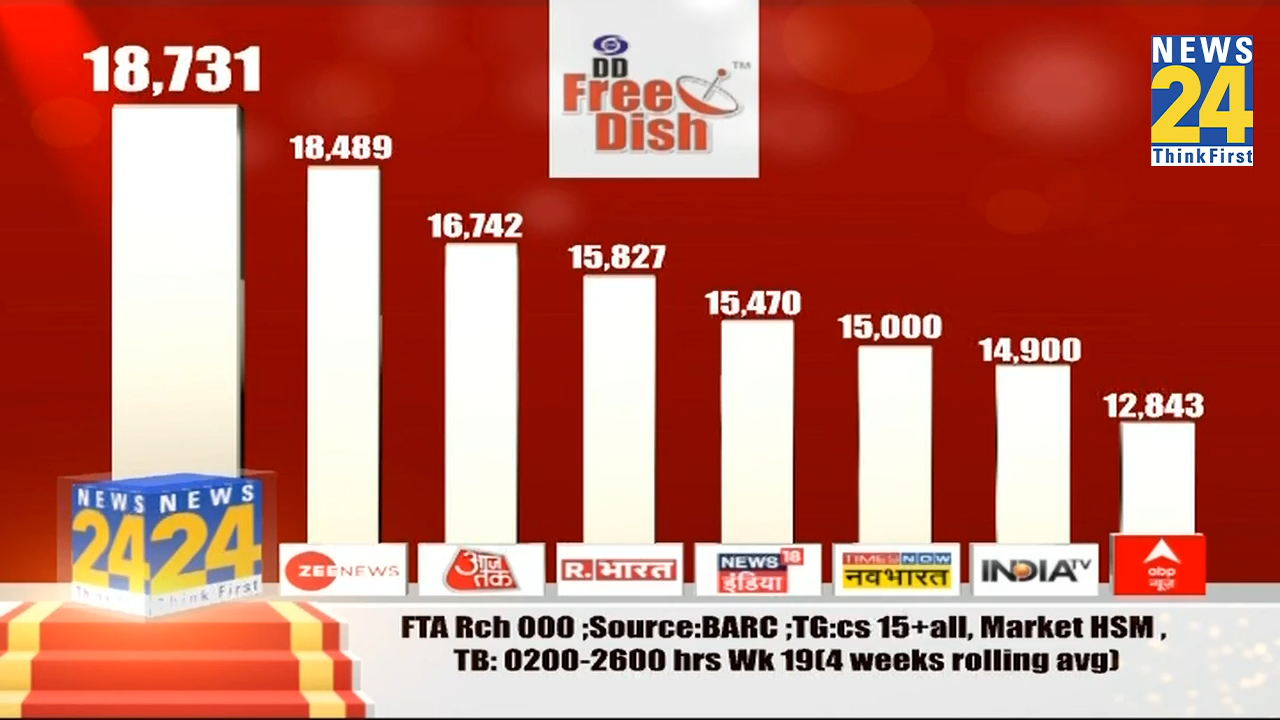 18,731
18,489
16,742
15,827
15,470
15,000
14,900
12,843
DD
Free
Dish
TM
NEWS
24
ThinkFirst
NEWS NEWS
24 24
Think First
ZEENEWS
आज
तक
R.भारत
NEWS 18
इंडिया
TIMES NOW
नवभारत
INDIA TV
abp
न्यूज़
FTA Rch 000 ;Source:BARC ;TG:cs 15+all, Market HSM ,
TB: 0200-2600 hrs Wk 19(4 weeks rolling avg)